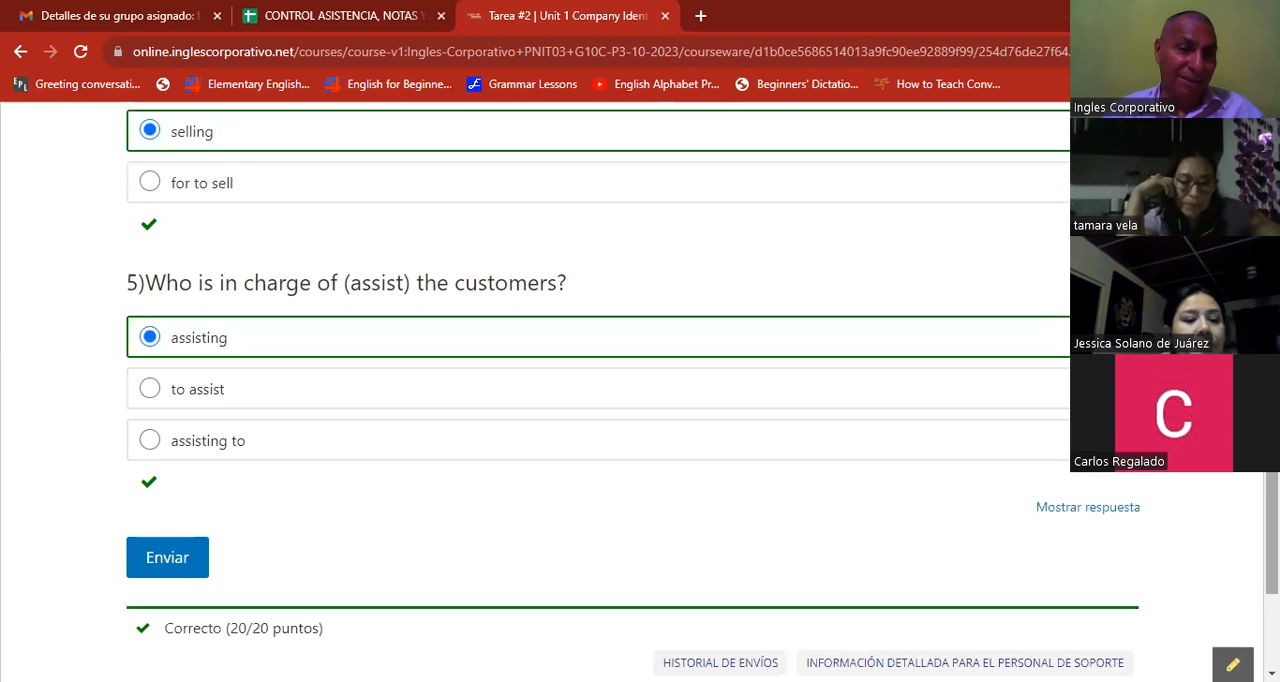 Detalles de su grupo asignado:
CONTROL ASISTENCIA, NOTAS Y
Tarea #2 | Unit 1 Company Iden
online.inglescorporativo.net/courses/course-v1:Ingles-Corporativo+PNIT03+G10C-P3-10-2023/courseware/d1b0ce5686514013a9fc90ee92889f99/254d76de27f64.
EPL Greeting conversati...
Elementary English...
English for Beginne...
Grammar Lessons
English Alphabet Pr...
Beginners' Dictatio...
How to Teach Conv...
selling
for to sell
5)Who is in charge of (assist) the customers?
assisting
to assist
assisting to
Mostrar respuesta
Enviar
Correcto (20/20 puntos)
HISTORIAL DE ENVÍOS
INFORMACIÓN DETALLADA PARA EL PERSONAL DE SOPORTE
Ingles Corporativo
tamara vela
Jessica Solano de Juárez
C
Carlos Regalado